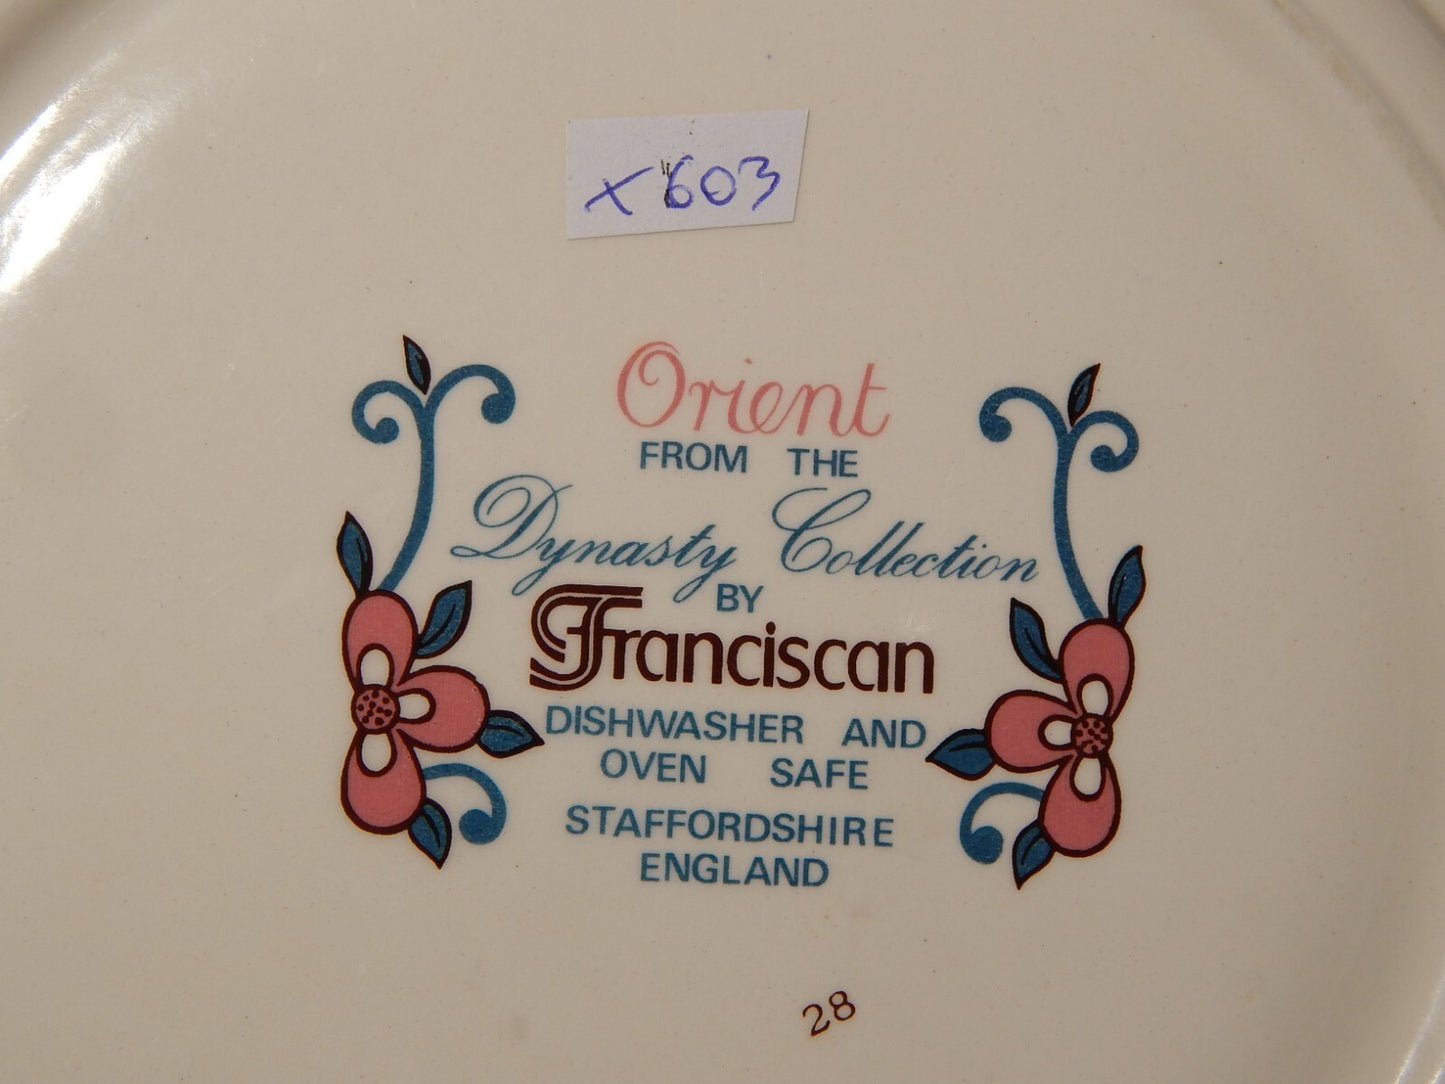 x603
Orient
FROM THE
Dynasty Collection
BY
Franciscan
DISHWASHER AND
OVEN SAFE
STAFFORDSHIRE
ENGLAND
28